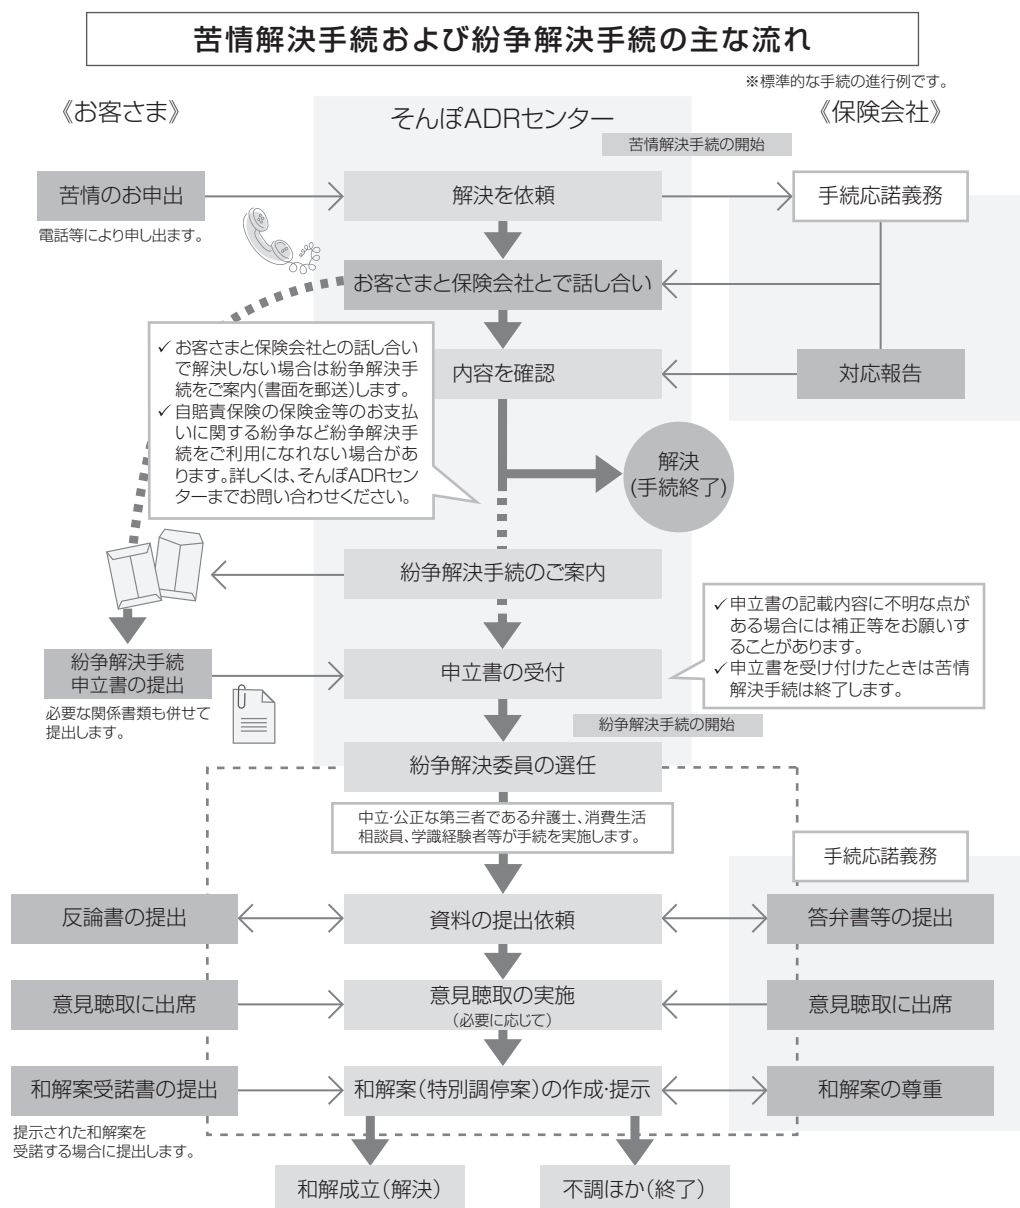 苦情解決手続および紛争解決手続の主な流れ
※標準的な手続の進行例です。
《お客さま》
そんぽADRセンター
《保険会社》
苦情解決手続の開始
苦情のお申出
解決を依頼
手続応諾義務
電話等により申し出ます。
お客さまと保険会社とで話し合い
✓お客さまと保険会社との話し合い
で解決しない場合は紛争解決手
続をご案内(書面を郵送)します。
✓自賠責保険の保険金等のお支払
いに関する紛争など紛争解決手
続をご利用になれない場合があ
ります。詳しくは、そんぽADRセン
ターまでお問い合わせください。
内容を確認
対応報告
解決
(手続終了)
紛争解決手続のご案内
✓申立書の記載内容に不明な点が
ある場合には補正等をお願いす
ることがあります。
✓申立書を受け付けたときは苦情
解決手続は終了します。
紛争解決手続
申立書の提出
申立書の受付
必要な関係書類も併せて
提出します。
紛争解決手続の開始
紛争解決委員の選任
中立・公正な第三者である弁護士、消費生活
相談員、学識経験者等が手続を実施します。
手続応諾義務
反論書の提出
資料の提出依頼
答弁書等の提出
意見聴取に出席
意見聴取の実施
(必要に応じて)
意見聴取に出席
和解案受諾書の提出
和解案(特別調停案)の作成・提示
和解案の尊重
提示された和解案を
受諾する場合に提出します。
和解成立(解決)
不調ほか(終了)